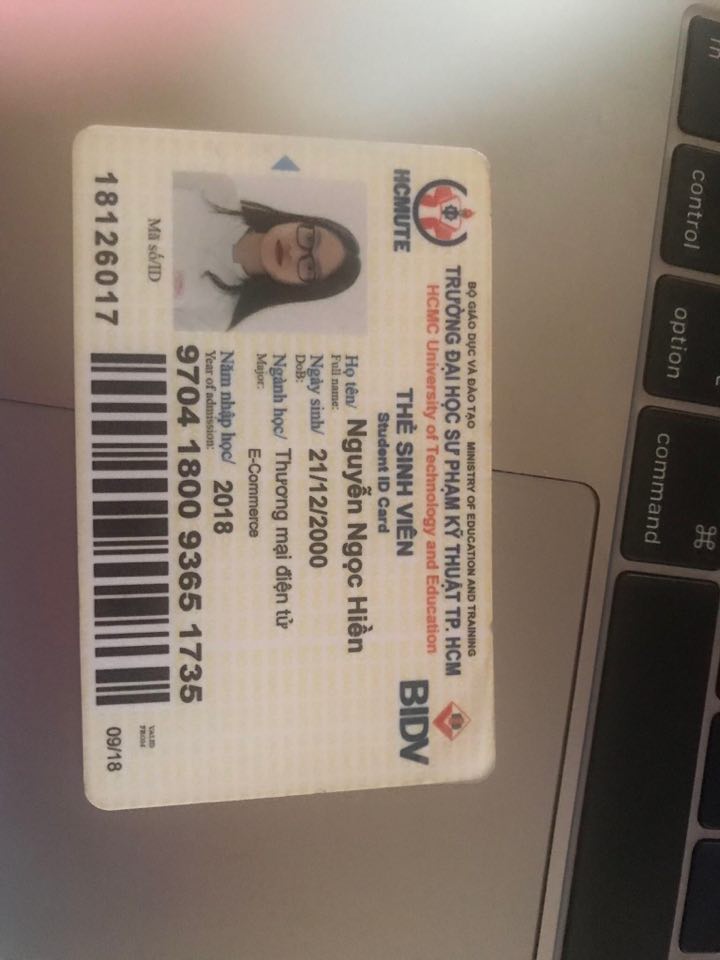 control
option
⌘
command
BỘ GIÁO DỤC VÀ ĐÀO TẠO MINISTRY OF EDUCATION AND TRAINING
TRƯỜNG ĐẠI HỌC SƯ PHẠM KỸ THUẬT TP. HCM
HCMC University of Technology and Education
HCMUTE
BIDV
THẺ SINH VIÊN
Student ID Card
Họ tên/ Nguyễn Ngọc Hiền
Full name:
Ngày sinh/ 21/12/2000
DoB:
Ngành học/ Thương mại điện tử
Major: E-Commerce
Năm nhập học/ 2018
Year of admission:
9704 1800 9365 1735
Mã số/ID
18126017
VALID
FROM
09/18